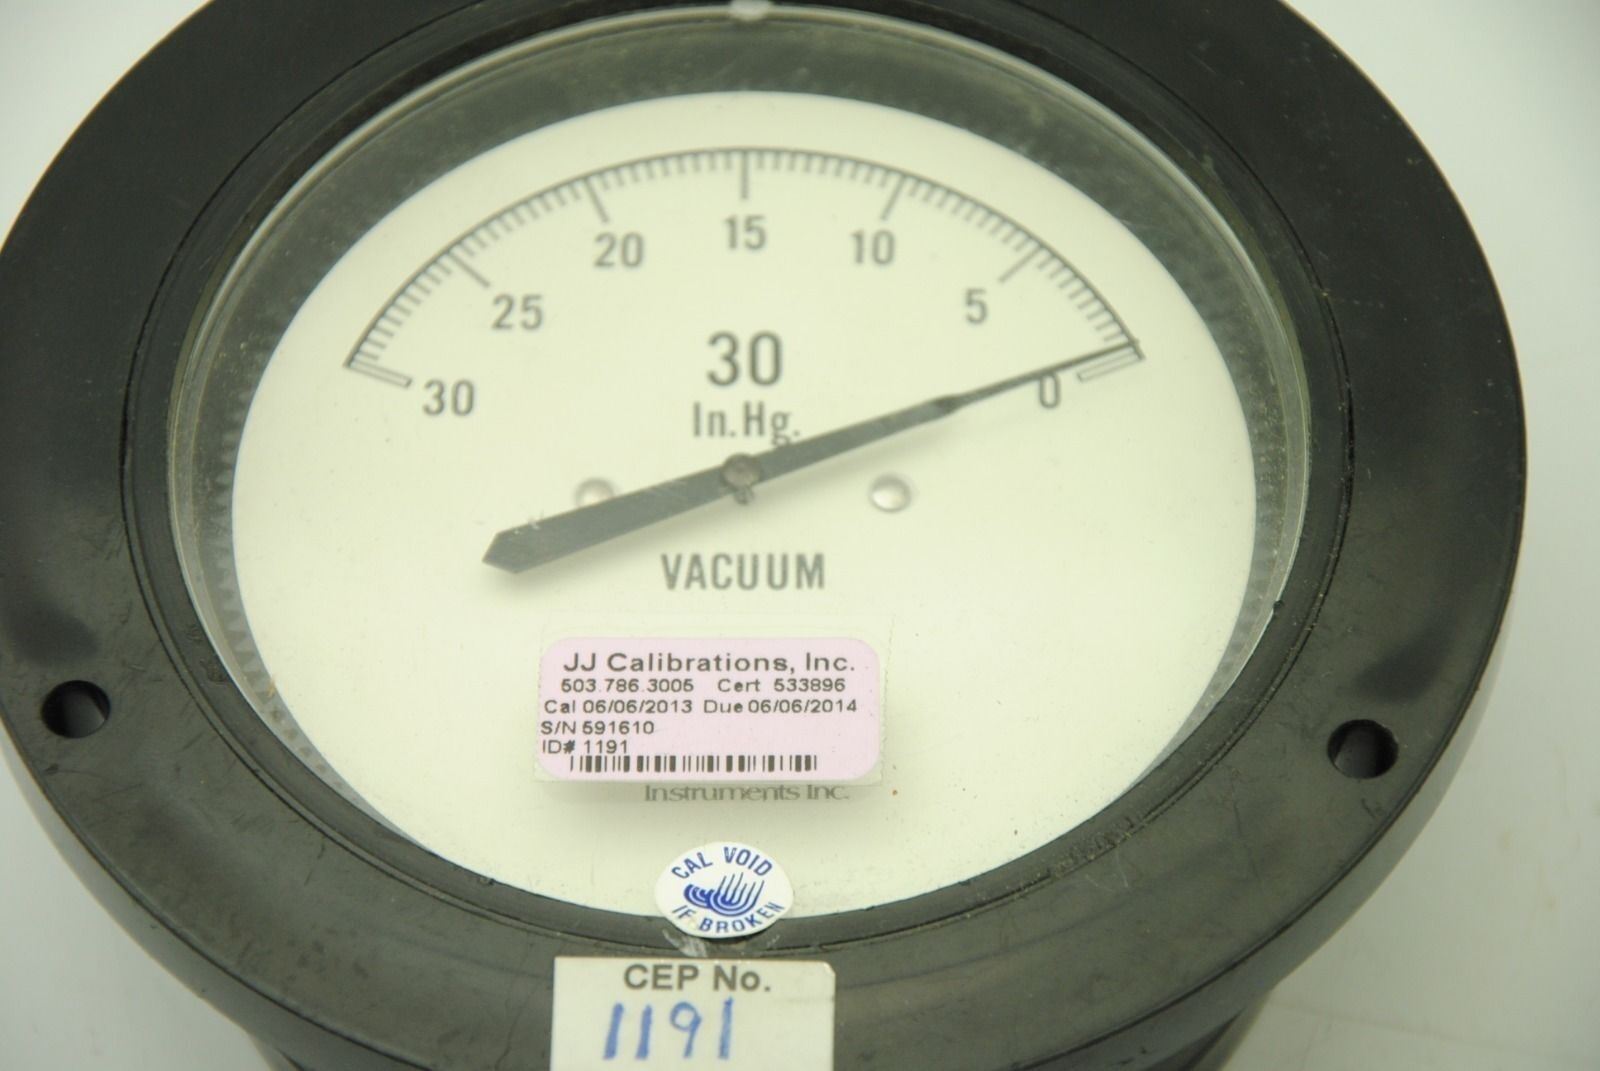 15
20 10
25 5
30
In.Hg.
30 0
VACUUM
JJ Calibrations, Inc.
503.786.3005 Cert 533896
Cal 06/06/2013 Due 06/06/2014
S/N 591610
ID# 1191
Instruments Inc.
CAL VOID
IF BROKEN
CEP No.
1191